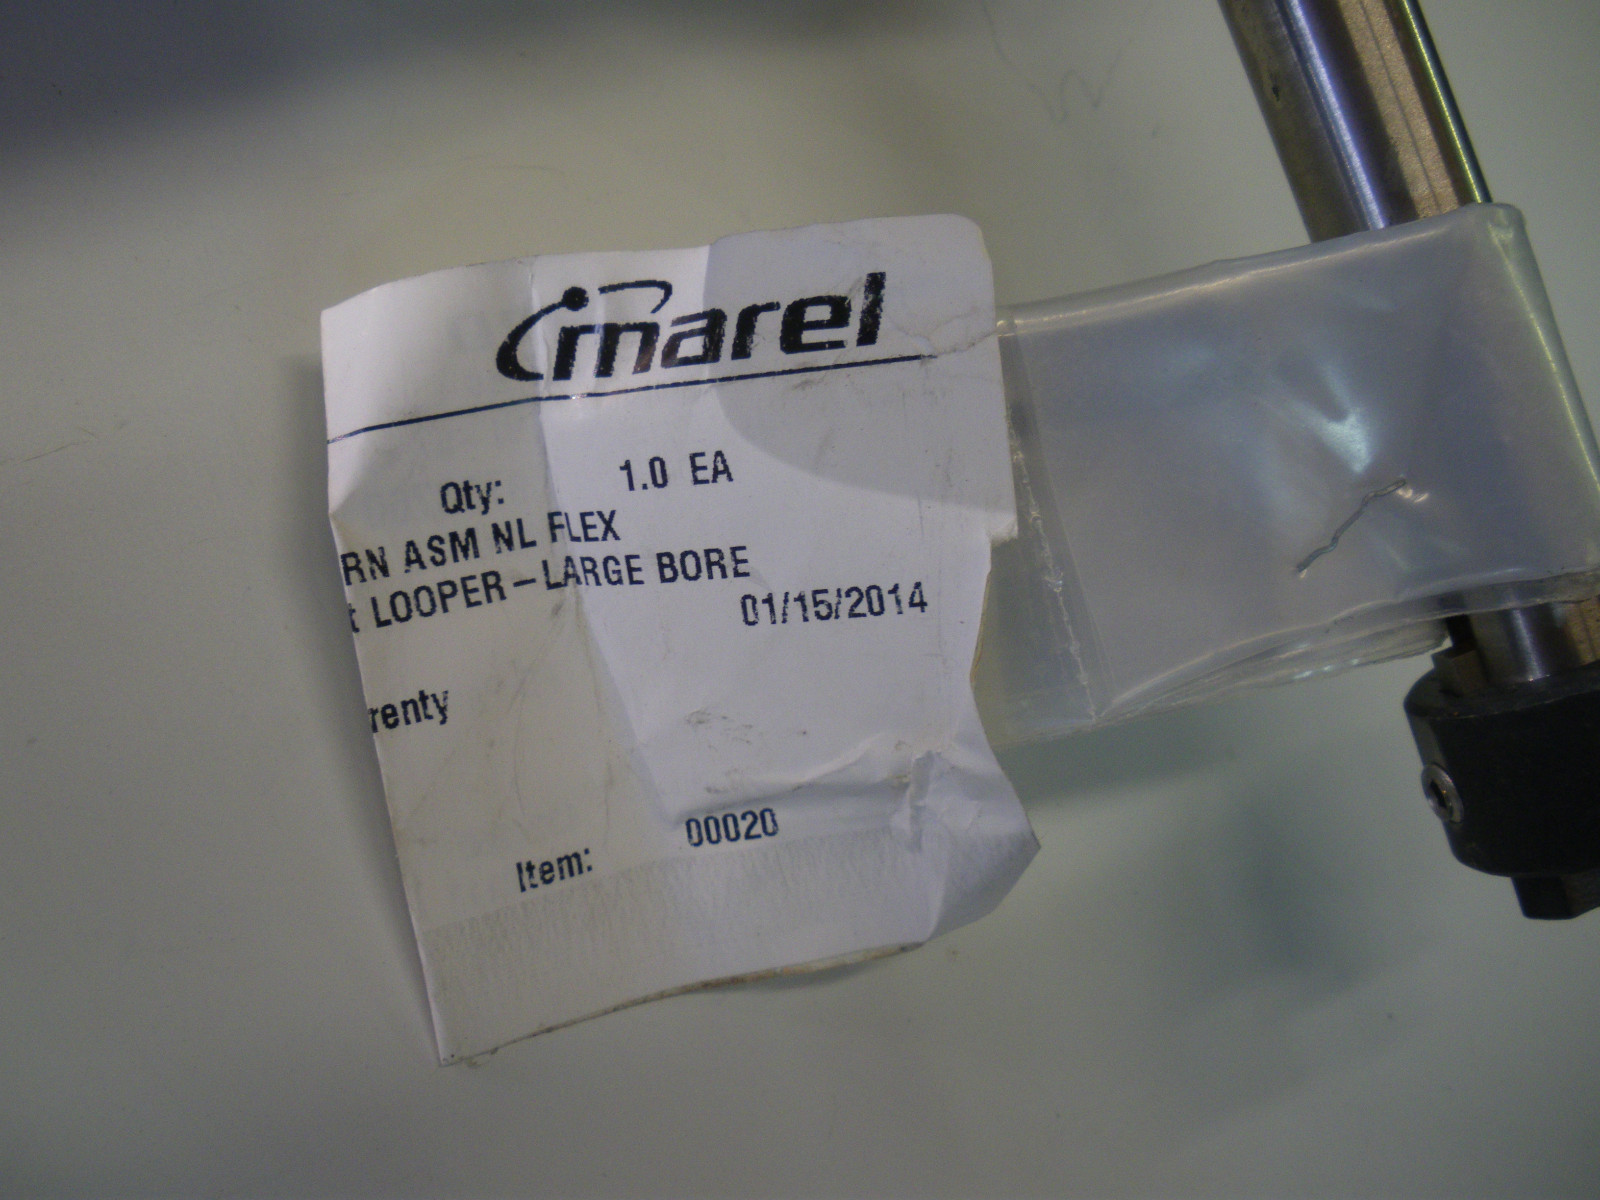 marel
Qty: 1.0 EA
RN ASM NL FLEX
t LOOPER-LARGE BORE
01/15/2014
renty
Item: 00020